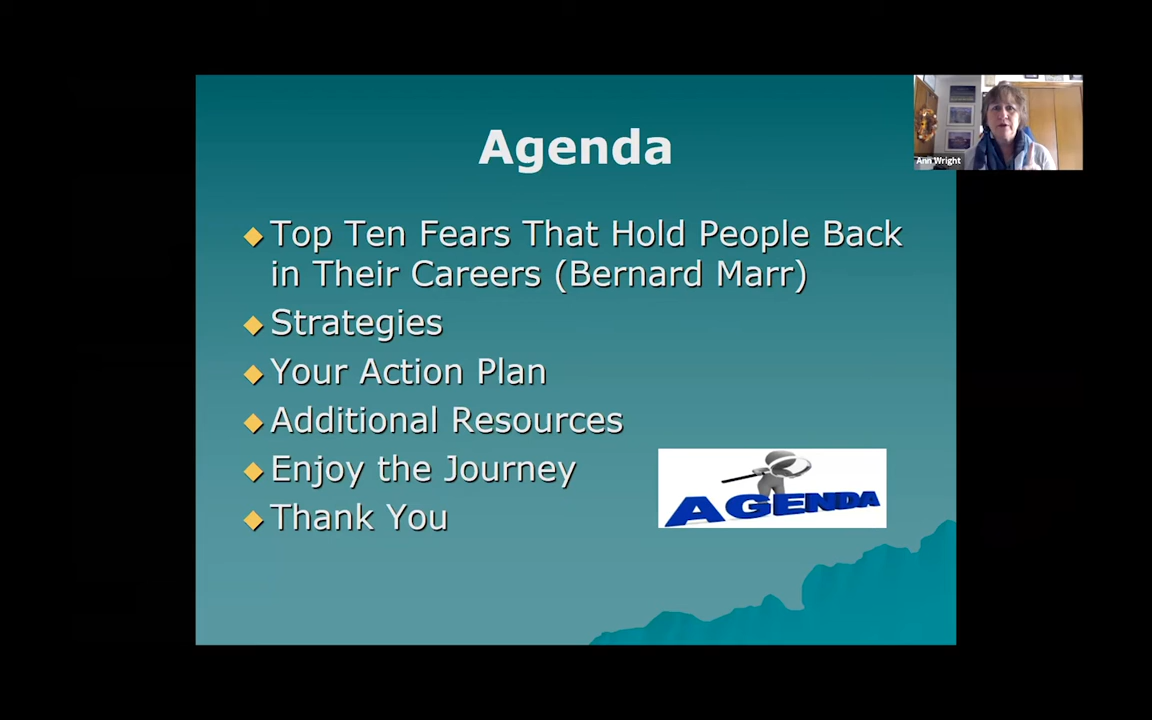 Agenda
Ann Wright
Top Ten Fears That Hold People Back
in Their Careers (Bernard Marr)
Strategies
Your Action Plan
Additional Resources
Enjoy the Journey
AGENDA
Thank You